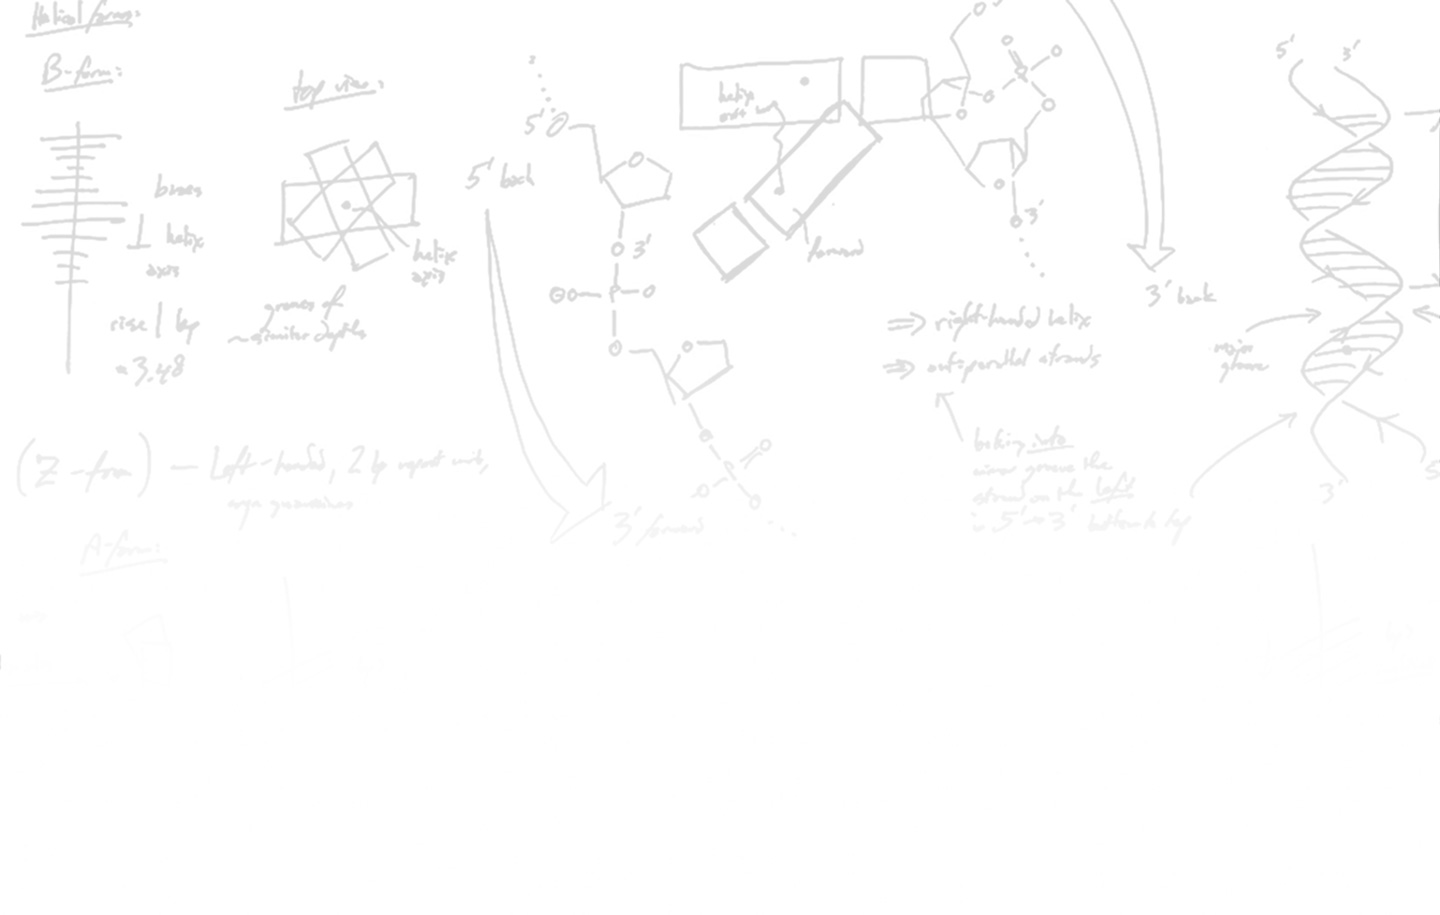 Helical forms:
B-form:
top view:
bases
⊥ helix
axis
rise / bp
≈ 3.4Å
helix
axis
grooves of
~similar depths
5' back
5' O
O
O 3'
⊖O—P—O
O
O
O
O
O
O
3' forward
helix
forward
O
O
O
O
O
O
O
O 3'
3' back
⇒ right-handed helix
⇒ anti-parallel strands
looking into
minor groove the
strand on the left
is 5'→3' bottom to top
5' 3'
major
groove
3'
5
(Z-form) — Left-handed, 2 bp repeat unit,
A-form: